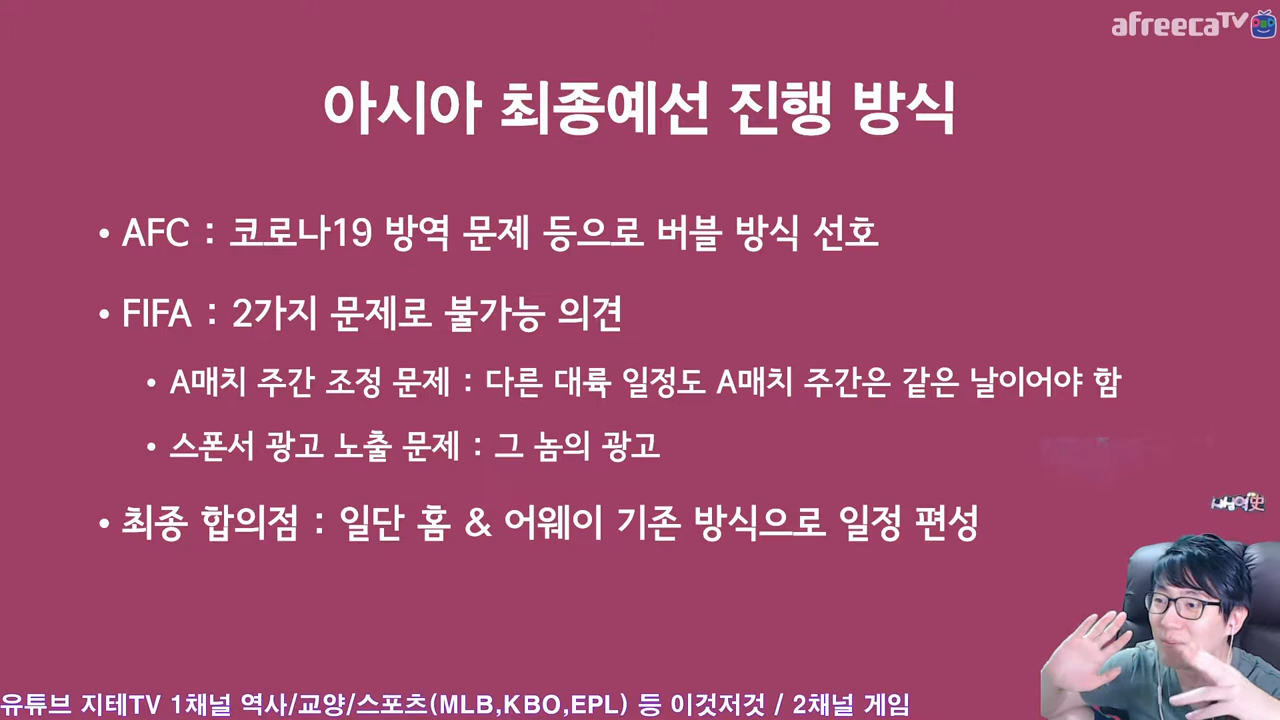 afreecaTV
아시아 최종예선 진행 방식
• AFC : 코로나19 방역 문제 등으로 버블 방식 선호
• FIFA : 2가지 문제로 불가능 의견
• A매치 주간 조정 문제 : 다른 대륙 일정도 A매치 주간은 같은 날이어야 함
• 스폰서 광고 노출 문제 : 그 놈의 광고
• 최종 합의점 : 일단 홈 & 어웨이 기존 방식으로 일정 편성
유튜브 지테TV 1채널 역사/교양/스포츠(MLB,KBO,EPL) 등 이것저것 / 2채널 게임